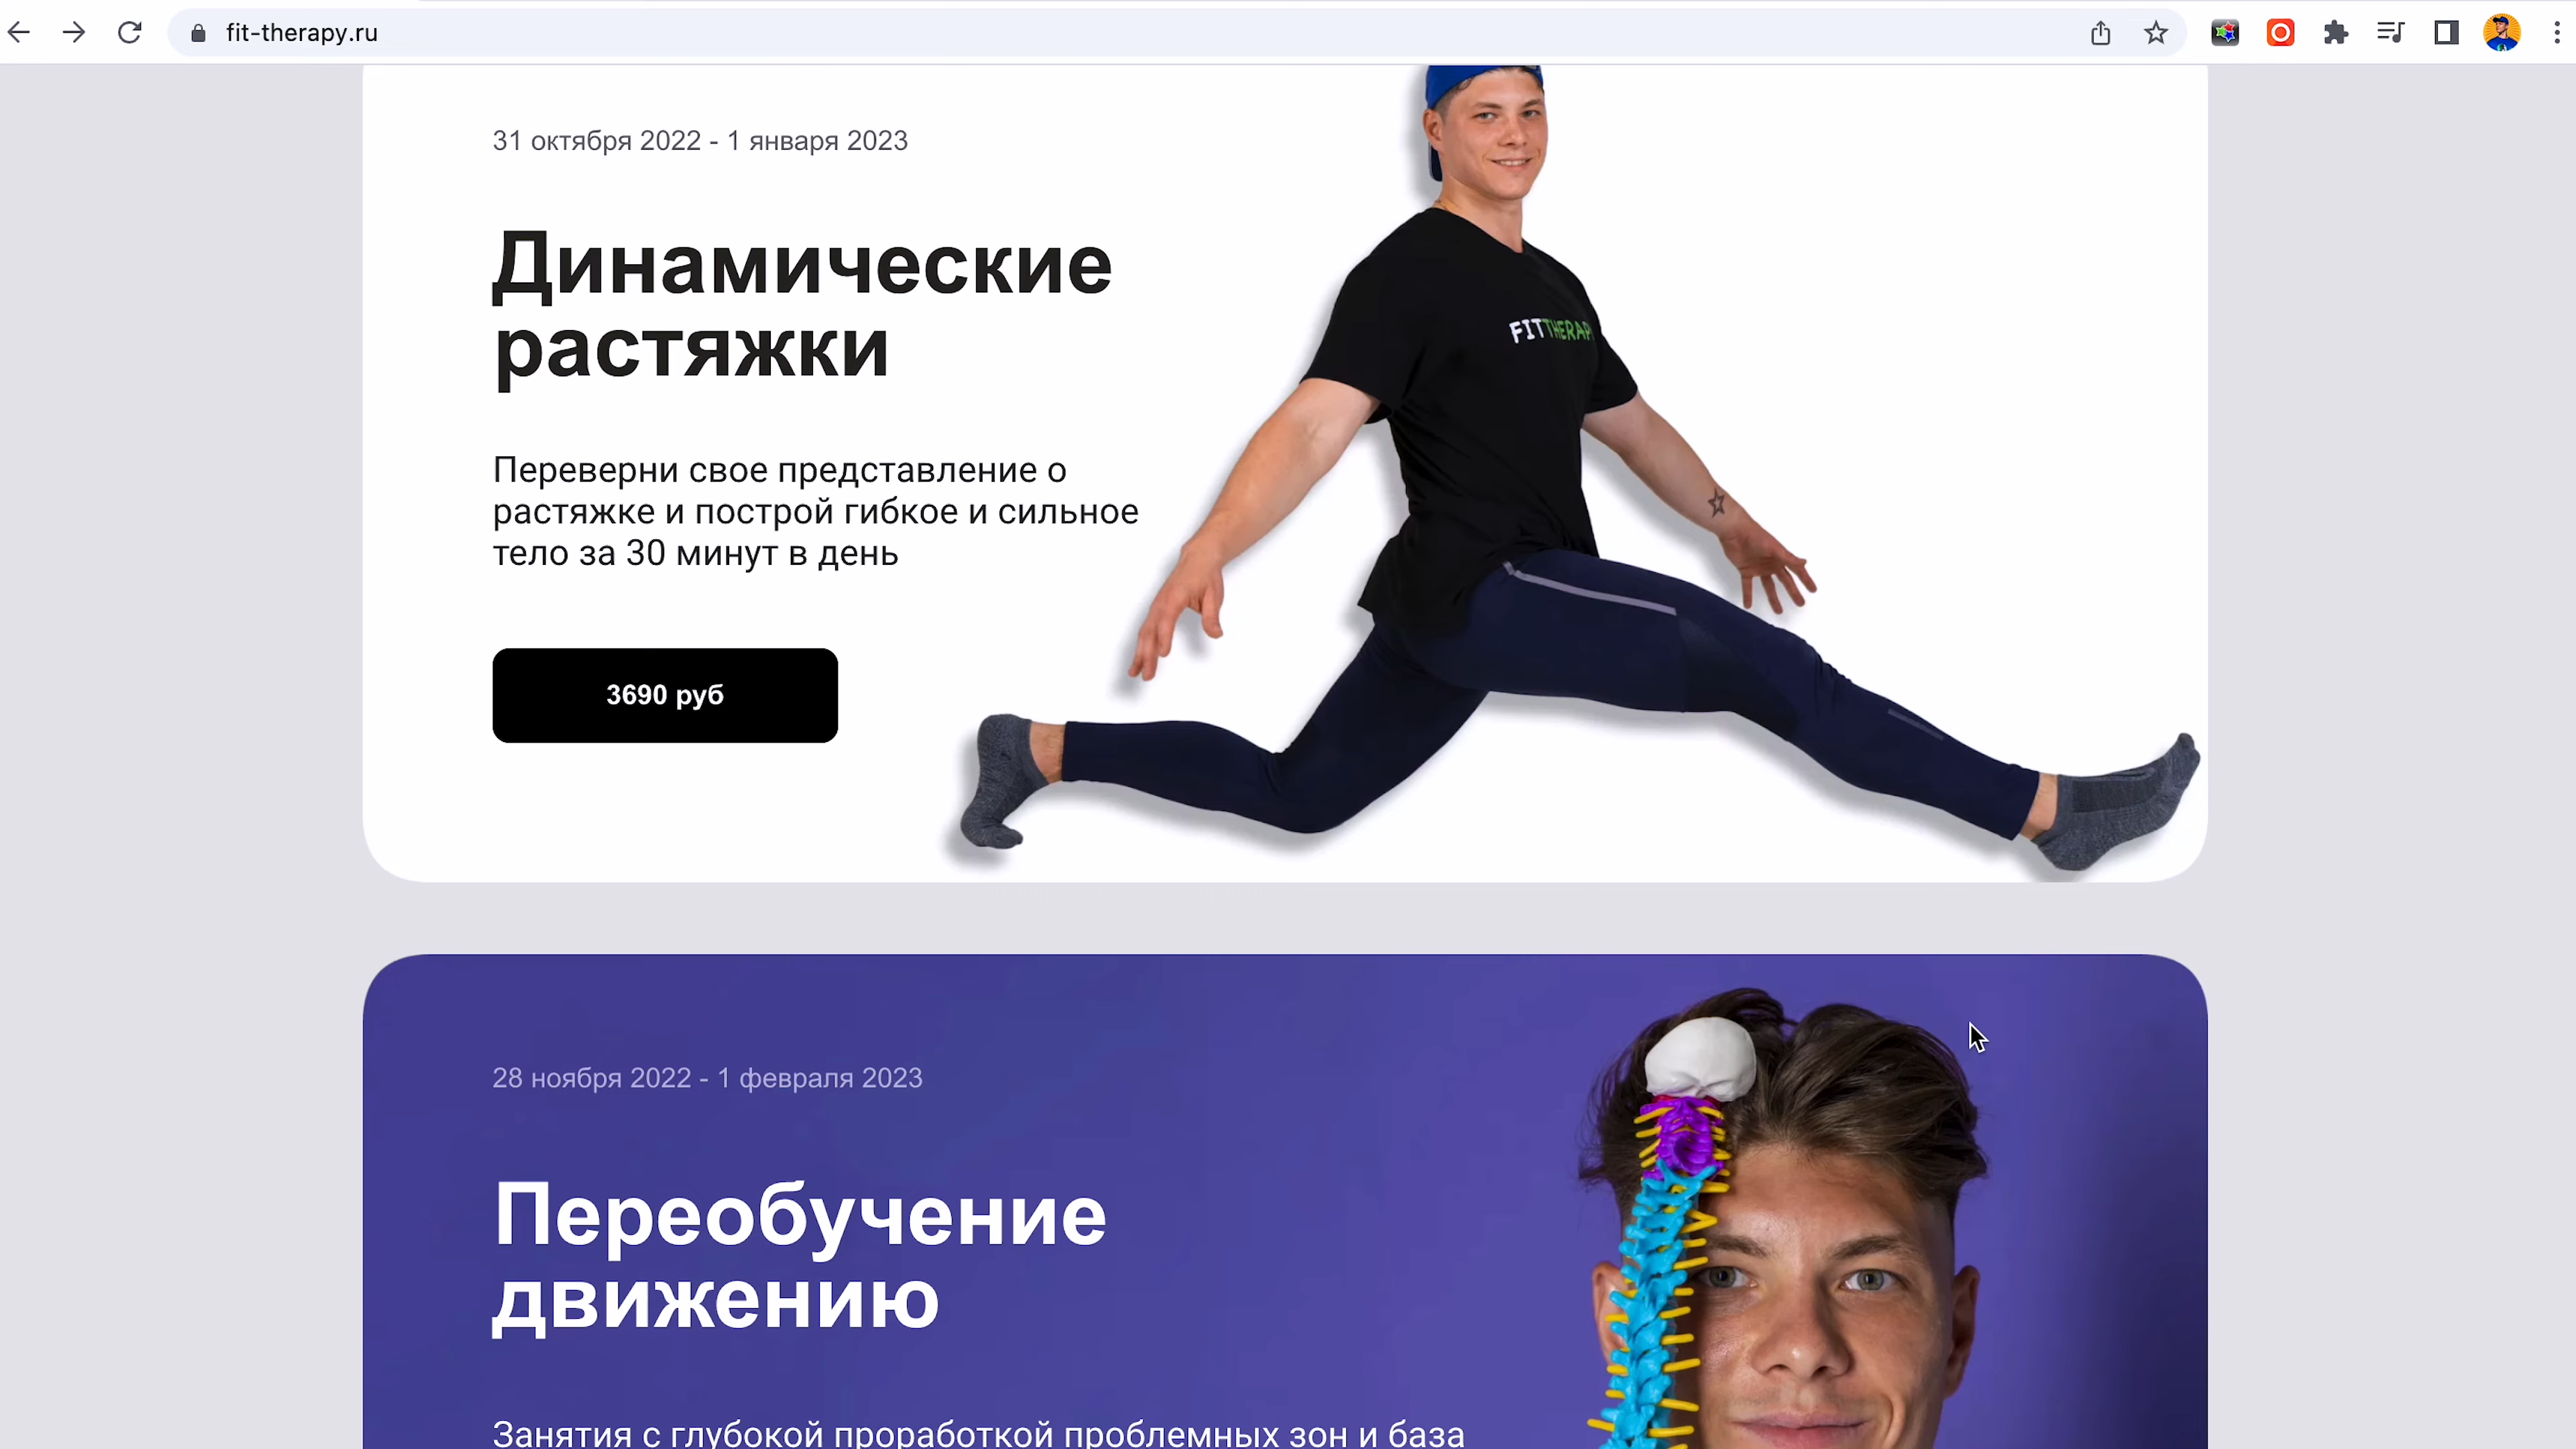 fit-therapy.ru
31 октября 2022 - 1 января 2023
Динамические
растяжки
Переверни свое представление о
растяжке и построй гибкое и сильное
тело за 30 минут в день
3690 руб
FITTHERAP
28 ноября 2022 - 1 февраля 2023
Переобучение
движению
Занятия с глубокой проработкой проблемных зон и база